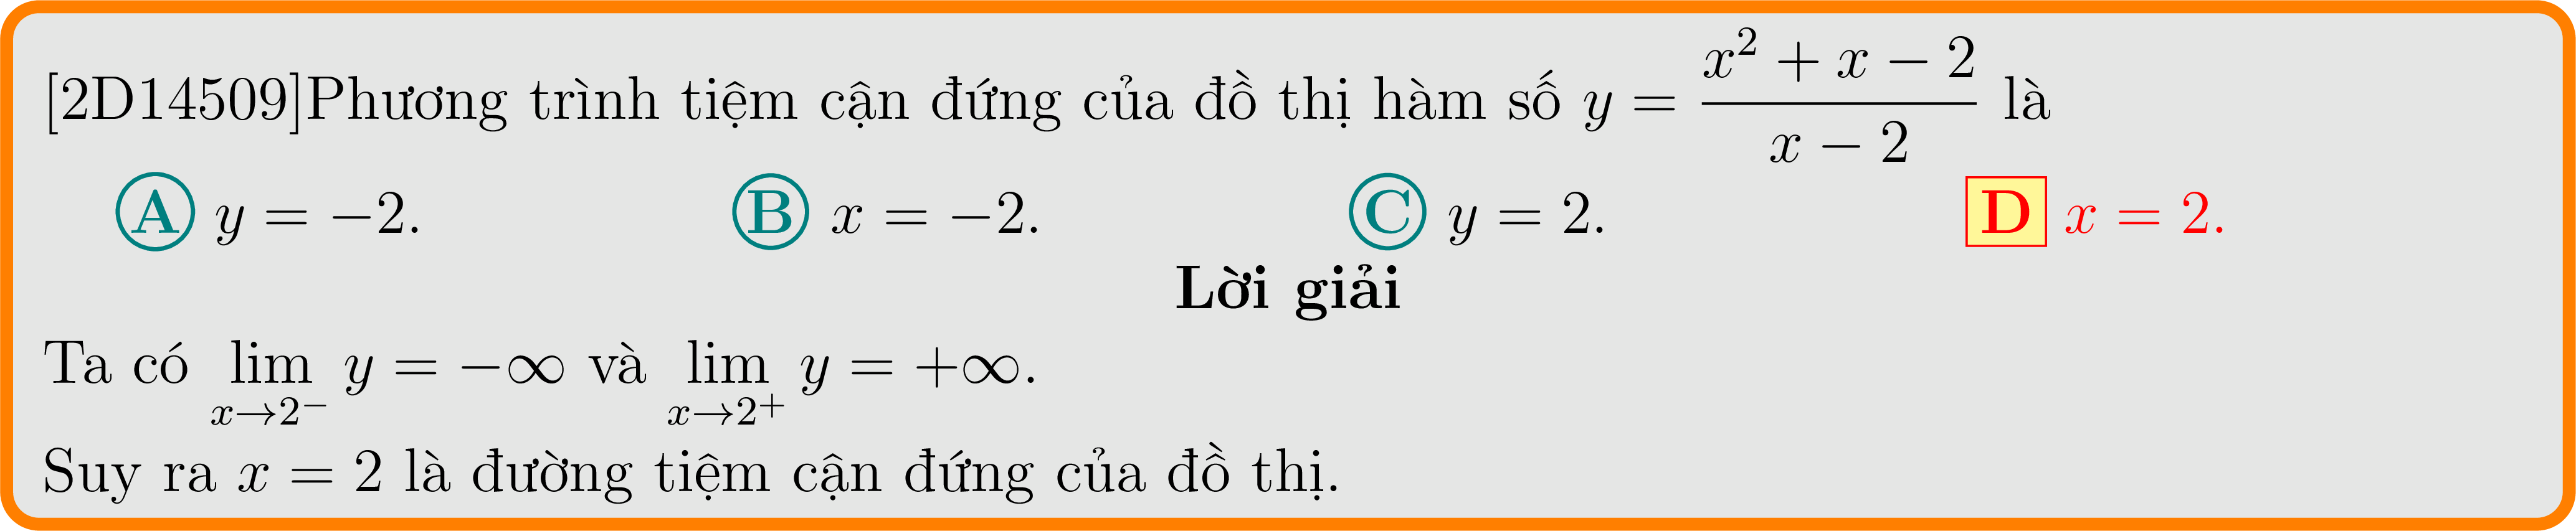 [2D14509]Phương trình tiệm cận đứng của đồ thị hàm số $y = \dfrac{x^2 + x - 2}{x - 2}$ là
A y = −2. B x = −2. C y = 2. D x = 2.
Lời giải
Ta có $\lim\limits_{x \to 2^-} y = -\infty$ và $\lim\limits_{x \to 2^+} y = +\infty$.
Suy ra x = 2 là đường tiệm cận đứng của đồ thị.